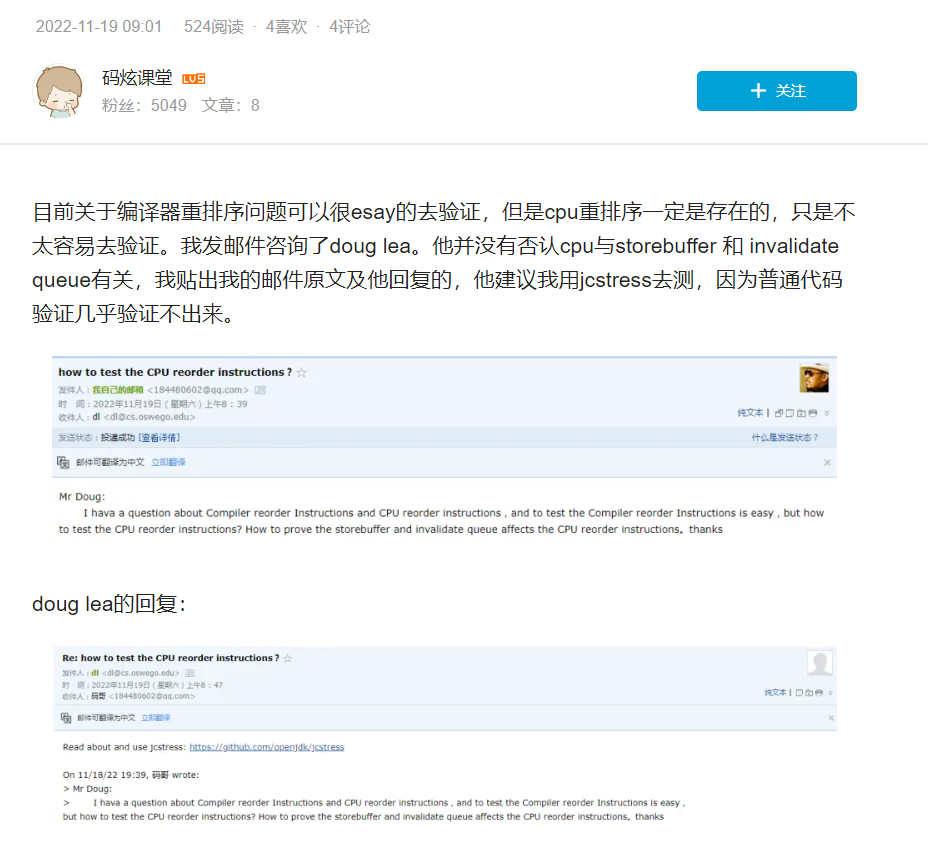 2022-11-19 09:01 524阅读 · 4喜欢 · 4评论
码炫课堂 LV5
粉丝：5049 文章：8
+ 关注
目前关于编译器重排序问题可以很esay的去验证，但是cpu重排序一定是存在的，只是不
太容易去验证。我发邮件咨询了doug lea。他并没有否认cpu与storebuffer 和 invalidate
queue有关，我贴出我的邮件原文及他回复的，他建议我用jcstress去测，因为普通代码
验证几乎验证不出来。
how to test the CPU reorder instructions？☆
发件人：我自己的邮箱 <184480602@qq.com>
时 间：2022年11月19日（星期六）上午8：39
收件人：dl <dl@cs.oswego.edu>
纯文本 |
发送状态：投递成功 [查看详情]
什么是发送状态？
邮件可翻译为中文 立即翻译 ×
Mr Doug:
I hava a question about Compiler reorder Instructions and CPU reorder instructions , and to test the Compiler reorder Instructions is easy , but how
to test the CPU reorder instructions? How to prove the storebuffer and invalidate queue affects the CPU reorder instructions。thanks
doug lea的回复：
Re: how to test the CPU reorder instructions？☆
发件人：dl <dl@cs.oswego.edu>
时 间：2022年11月19日（星期六）上午8：47
收件人：码哥 <184480602@qq.com>
纯文本 |
邮件可翻译为中文 立即翻译 ×
Read about and use jcstress: https://github.com/openjdk/jcstress
On 11/18/22 19:39, 码哥 wrote:
> Mr Doug:
> I hava a question about Compiler reorder Instructions and CPU reorder instructions , and to test the Compiler reorder Instructions is easy ,
but how to test the CPU reorder instructions? How to prove the storebuffer and invalidate queue affects the CPU reorder instructions。thanks